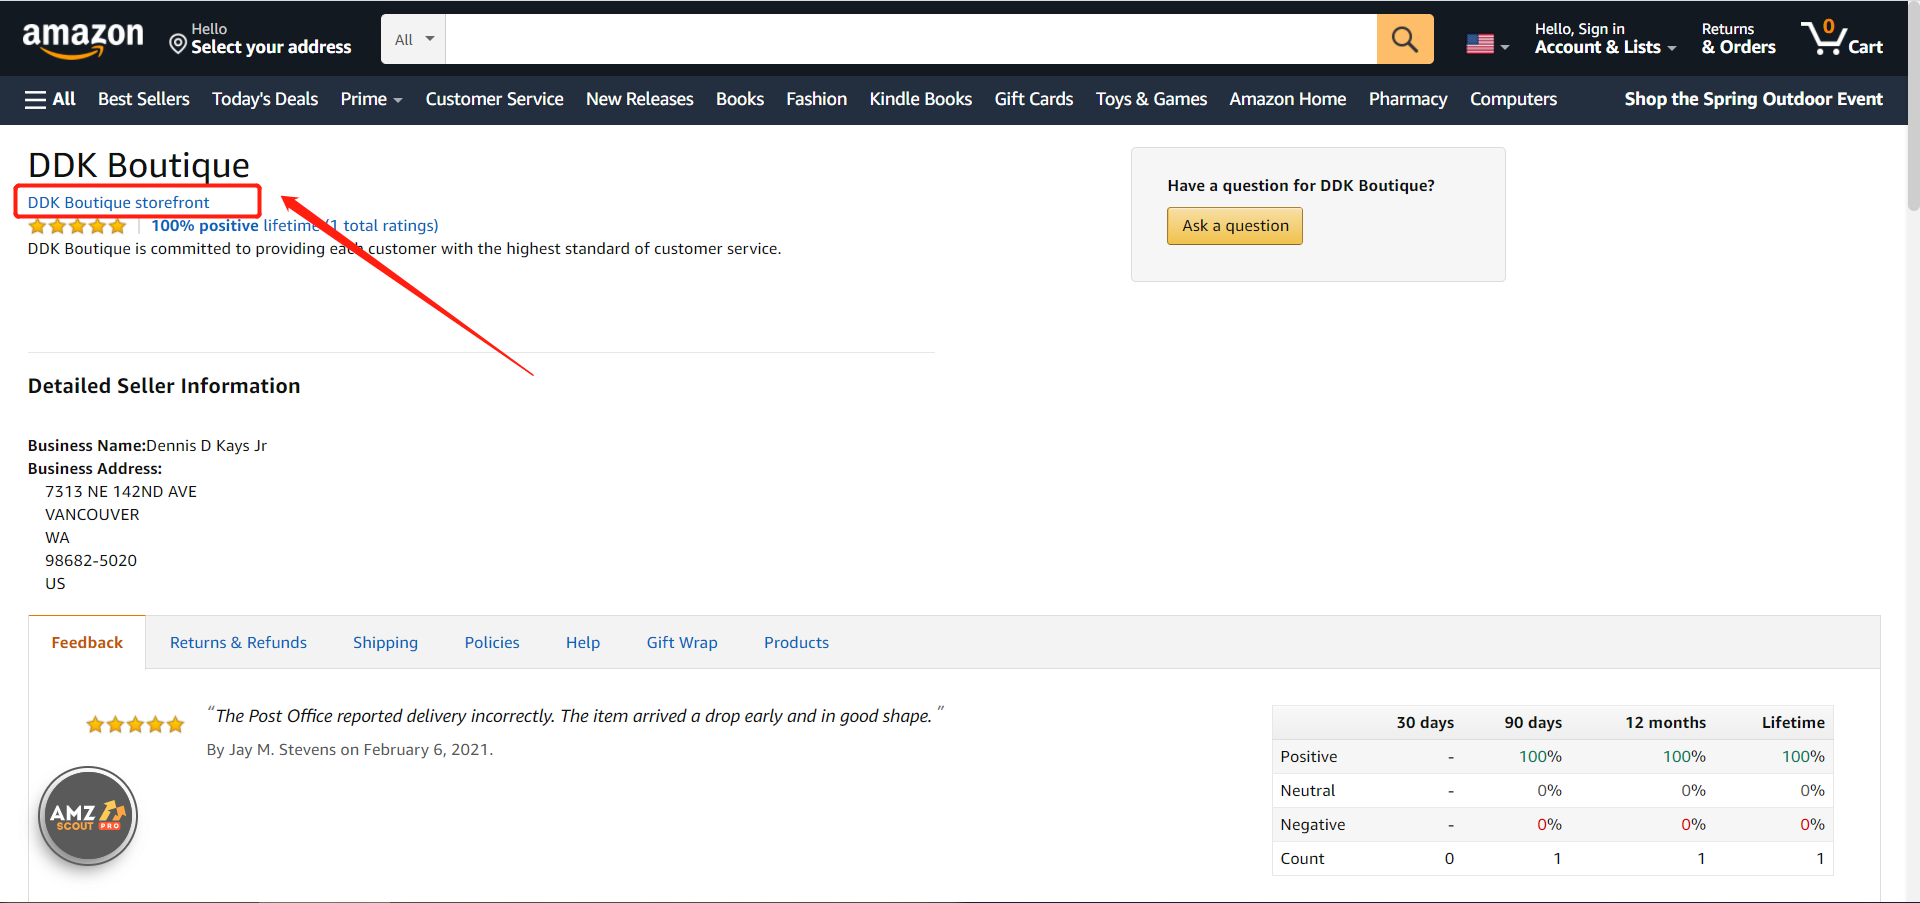 amazon
Hello
Select your address
All
Hello, Sign in
Account & Lists
Returns
& Orders
0
Cart
All Best Sellers Today's Deals Prime Customer Service New Releases Books Fashion Kindle Books Gift Cards Toys & Games Amazon Home Pharmacy Computers Shop the Spring Outdoor Event
DDK Boutique
DDK Boutique storefront
100% positive lifetime (1 total ratings)
DDK Boutique is committed to providing each customer with the highest standard of customer service.
Have a question for DDK Boutique?
Ask a question
Detailed Seller Information
Business Name:Dennis D Kays Jr
Business Address:
7313 NE 142ND AVE
VANCOUVER
WA
98682-5020
US
Feedback Returns & Refunds Shipping Policies Help Gift Wrap Products
“The Post Office reported delivery incorrectly. The item arrived a drop early and in good shape. ”
By Jay M. Stevens on February 6, 2021.
30 days 90 days 12 months Lifetime
Positive - 100% 100% 100%
Neutral - 0% 0% 0%
Negative - 0% 0% 0%
Count 0 1 1 1
AMZ
SCOUT PRO